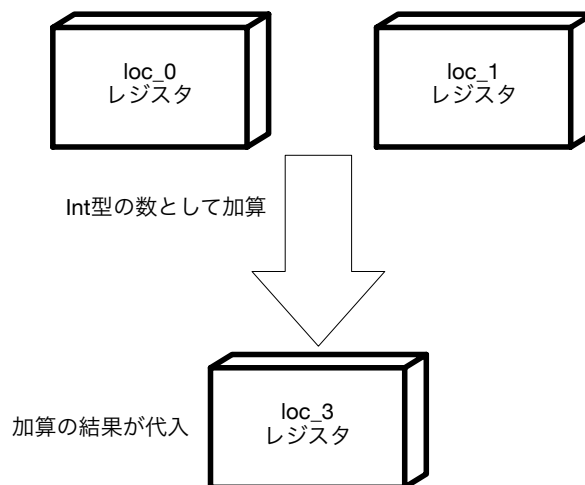 loc_0
レジスタ
loc_1
レジスタ
Int型の数として加算
loc_3
レジスタ
加算の結果が代入